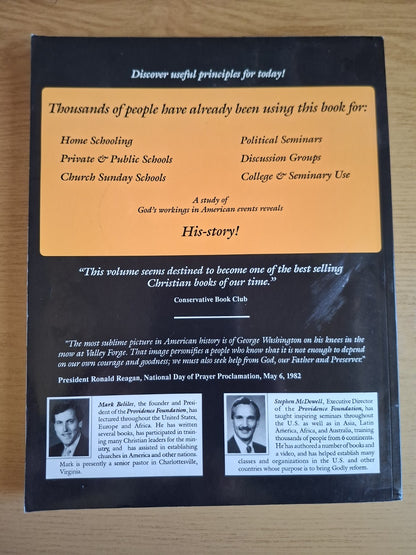 Discover useful principles for today!
Thousands of people have already been using this book for:
Home Schooling
Private & Public Schools
Church Sunday Schools
Political Seminars
Discussion Groups
College & Seminary Use
A study of
God's workings in American events reveals
His-story!
"This volume seems destined to become one of the best selling
Christian books of our time."
Conservative Book Club
"The most sublime picture in American history is of George Washington on his knees in the
snow at Valley Forge. That image personifies a people who know that it is not enough to depend
on our own courage and goodness; we must also seek help from God, our Father and Preserver."
President Ronald Reagan, National Day of Prayer Proclamation, May 6, 1982
Mark Beliles, the founder and Presi-
dent of the Providence Foundation, has
lectured throughout the United States,
Europe and Africa. He has written
several books, has participated in train-
ing many Christian leaders for the min-
istry, and has assisted in establishing
churches in America and other nations.
Mark is presently a senior pastor in Charlottesville,
Virginia.
Stephen McDowell, Executive Director
of the Providence Foundation, has
taught inspiring seminars throughout
the U.S. as well as in Asia, Latin
America, Africa, and Australia, training
thousands of people from 6 continents.
He has authored a number of books and
a video, and has helped establish many
classes and organizations in the U.S. and other
countries whose purpose is to bring Godly reform.